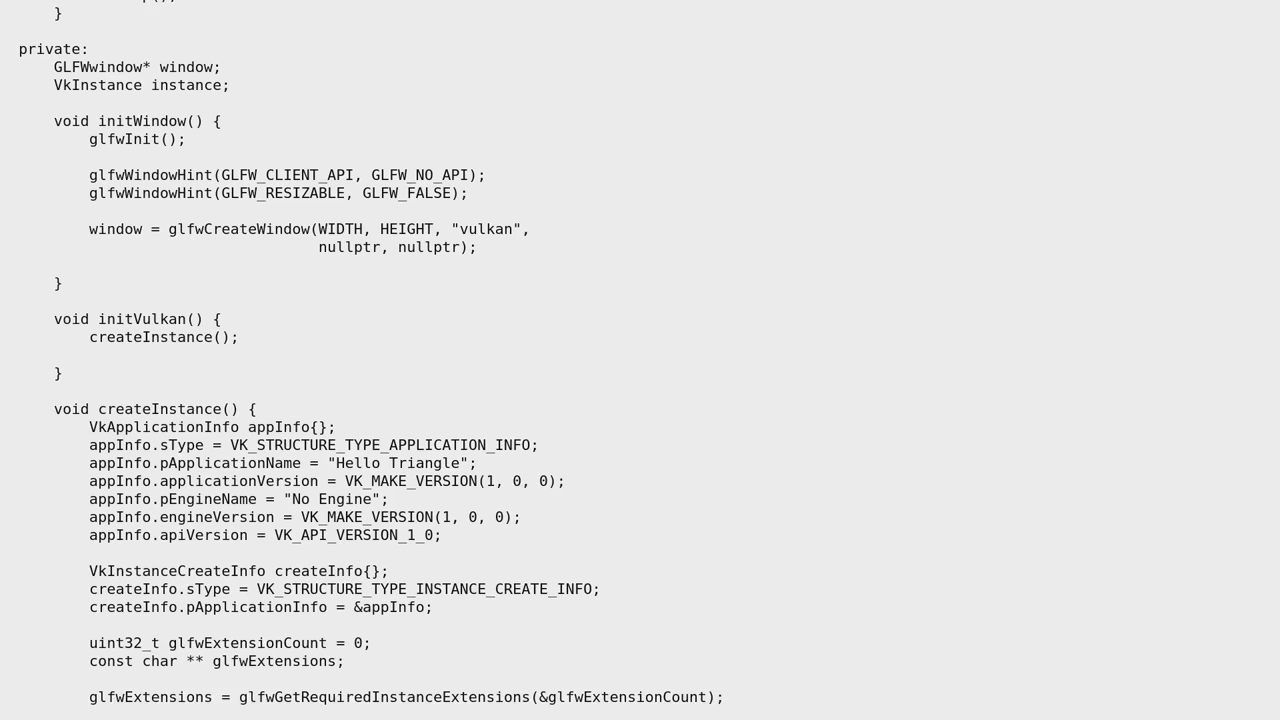 }

private:
    GLFWwindow* window;
    VkInstance instance;

    void initWindow() {
        glfwInit();

        glfwWindowHint(GLFW_CLIENT_API, GLFW_NO_API);
        glfwWindowHint(GLFW_RESIZABLE, GLFW_FALSE);

        window = glfwCreateWindow(WIDTH, HEIGHT, "vulkan",
                                  nullptr, nullptr);

    }

    void initVulkan() {
        createInstance();

    }

    void createInstance() {
        VkApplicationInfo appInfo{};
        appInfo.sType = VK_STRUCTURE_TYPE_APPLICATION_INFO;
        appInfo.pApplicationName = "Hello Triangle";
        appInfo.applicationVersion = VK_MAKE_VERSION(1, 0, 0);
        appInfo.pEngineName = "No Engine";
        appInfo.engineVersion = VK_MAKE_VERSION(1, 0, 0);
        appInfo.apiVersion = VK_API_VERSION_1_0;

        VkInstanceCreateInfo createInfo{};
        createInfo.sType = VK_STRUCTURE_TYPE_INSTANCE_CREATE_INFO;
        createInfo.pApplicationInfo = &appInfo;

        uint32_t glfwExtensionCount = 0;
        const char ** glfwExtensions;

        glfwExtensions = glfwGetRequiredInstanceExtensions(&glfwExtensionCount);